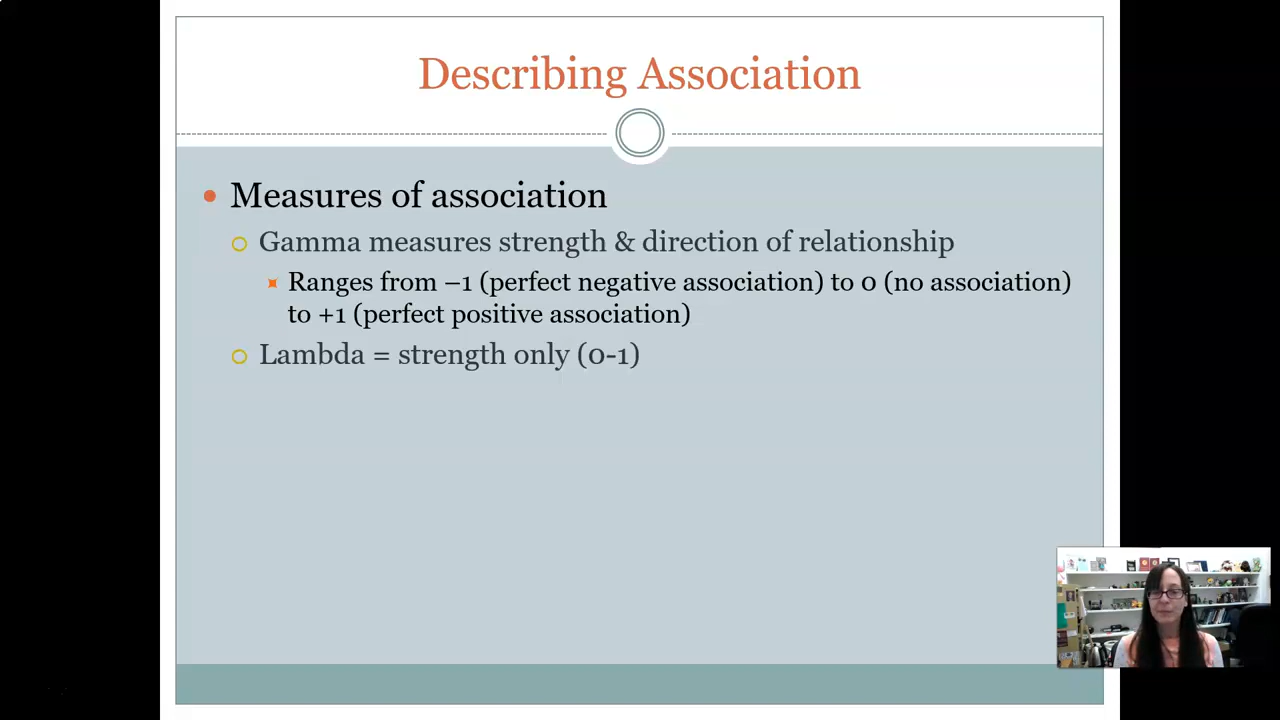 Describing Association
Measures of association
Gamma measures strength & direction of relationship
Ranges from –1 (perfect negative association) to 0 (no association)
to +1 (perfect positive association)
Lambda = strength only (0-1)